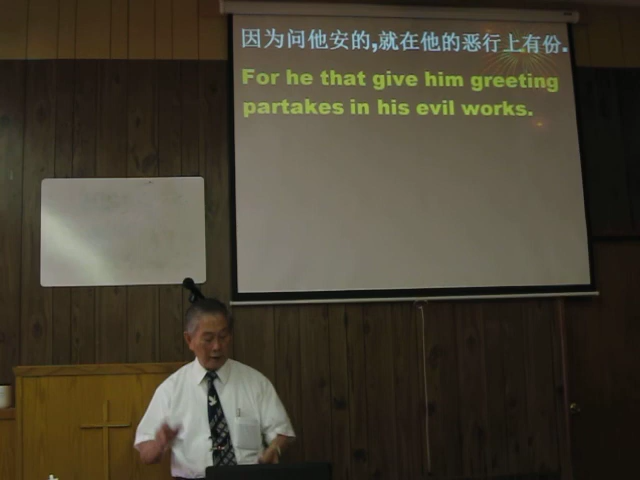 因为问他安的,就在他的恶行上有份.
For he that give him greeting
partakes in his evil works.